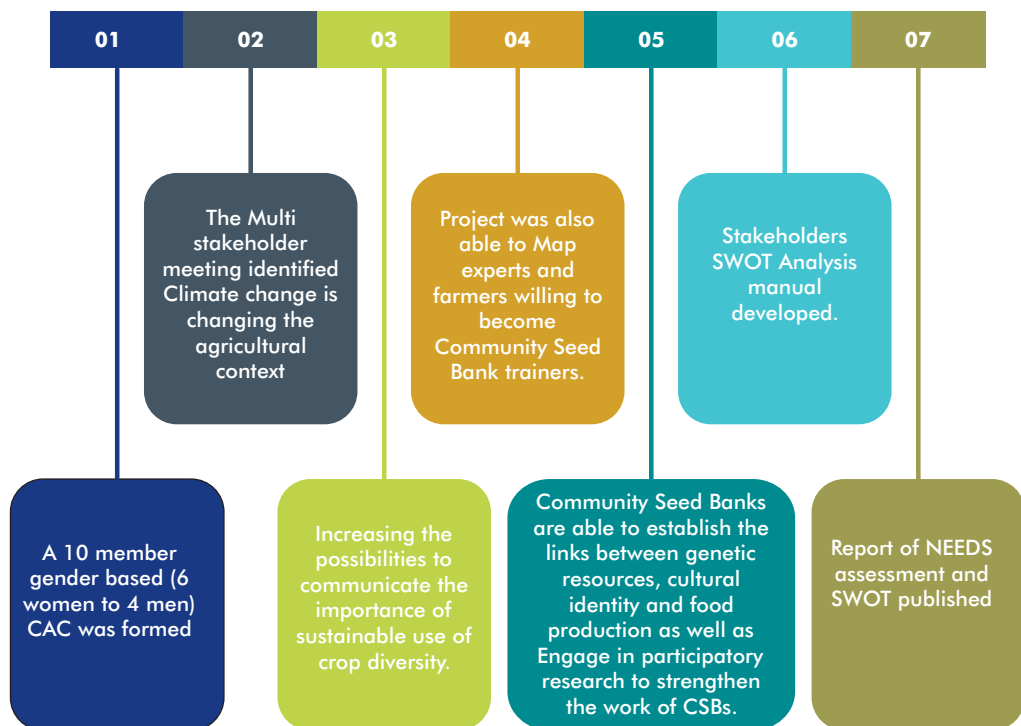 01
02
03
04
05
06
07
The Multi
stakeholder
meeting identified
Climate change is
changing the
agricultural
context
Project was also
able to Map
experts and
farmers willing to
become
Community Seed
Bank trainers.
Stakeholders
SWOT Analysis
manual
developed.
A 10 member
gender based (6
women to 4 men)
CAC was formed
Increasing the
possibilities to
communicate the
importance of
sustainable use of
crop diversity.
Community Seed Banks
are able to establish the
links between genetic
resources, cultural
identity and food
production as well as
Engage in participatory
research to strengthen
the work of CSBs.
Report of NEEDS
assessment and
SWOT published